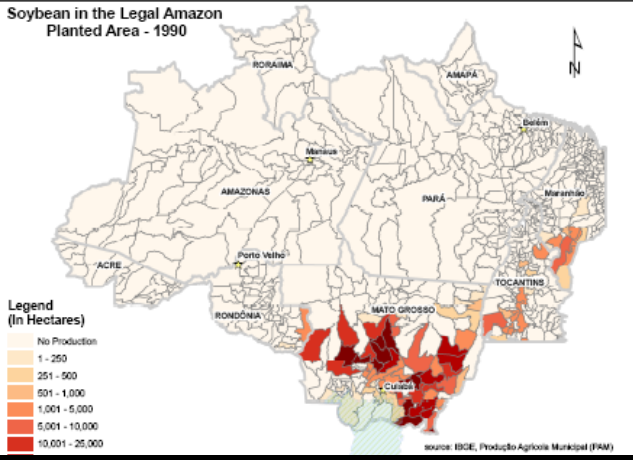 Soybean in the Legal Amazon
Planted Area - 1990
N
RORAIMA
AMAPÁ
Belém
Manaus
Maranhão
AMAZONAS
PARÁ
Porto Velho
ACRE
TOCANTINS
RONDÔNIA
MATO GROSSO
Cuiabá
Legend
(In Hectares)
No Production
1 - 250
251 - 500
501 - 1,000
1,001 - 5,000
5,001 - 10,000
10,001 - 25,000
source: IBGE, Produção Agrícola Municipal (PAM)